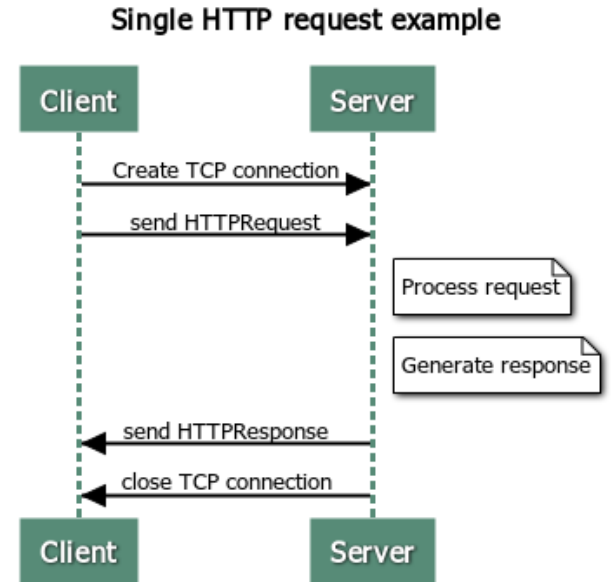 Single HTTP request example
Client
Server
Create TCP connection
send HTTPRequest
Process request
Generate response
send HTTPResponse
close TCP connection
Client
Server